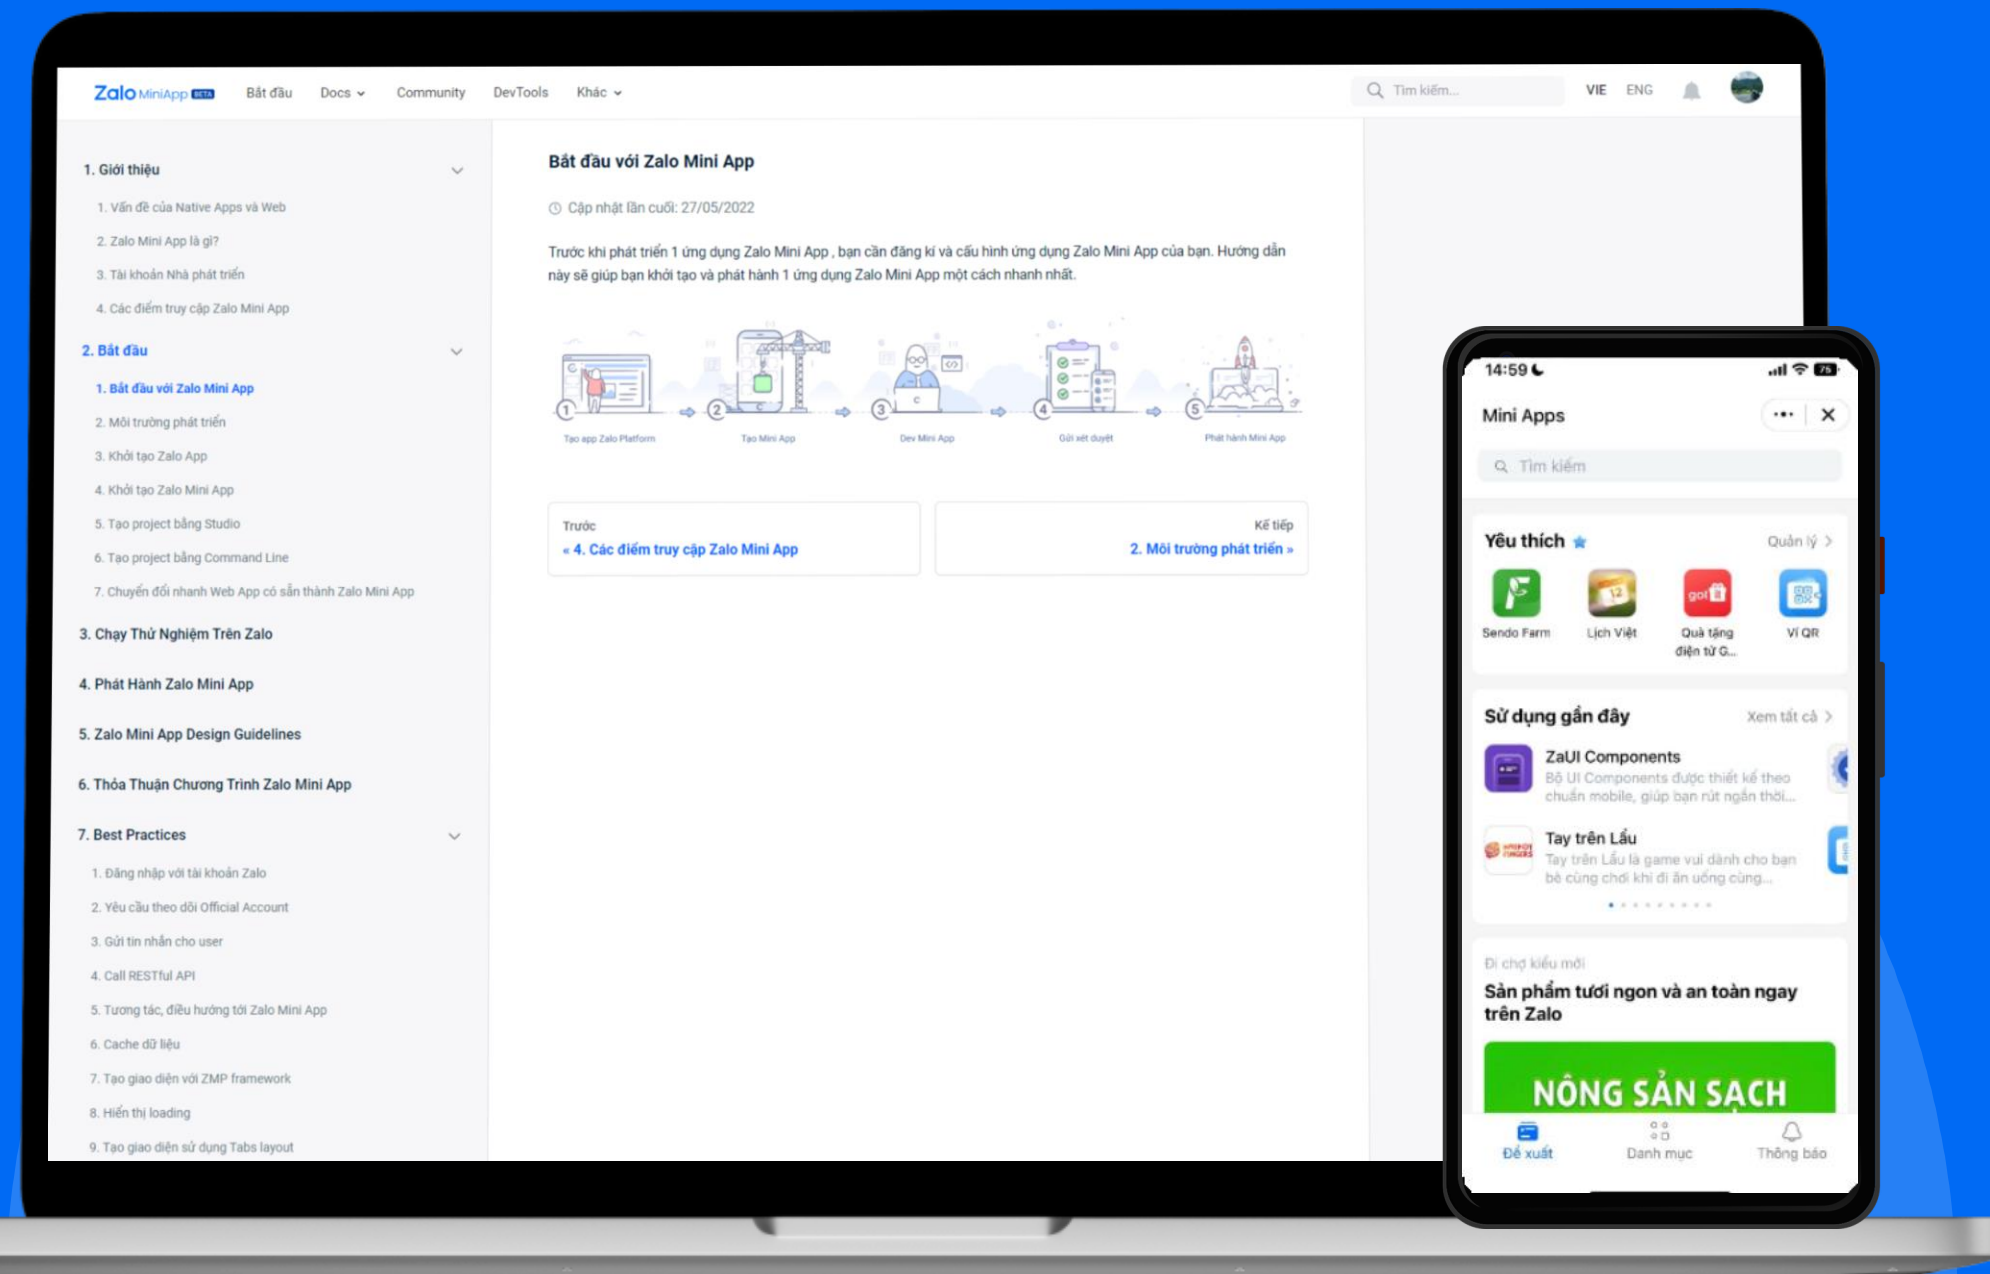 Zalo MiniApp BETA
Bắt đầu
Docs
Community
DevTools
Khác
Tìm kiếm...
VIE
ENG
1. Giới thiệu
1. Vấn đề của Native Apps và Web
2. Zalo Mini App là gì?
3. Tài khoản Nhà phát triển
4. Các điểm truy cập Zalo Mini App
2. Bắt đầu
1. Bắt đầu với Zalo Mini App
2. Môi trường phát triển
3. Khởi tạo Zalo App
4. Khởi tạo Zalo Mini App
5. Tạo project bằng Studio
6. Tạo project bằng Command Line
7. Chuyển đổi nhanh Web App có sẵn thành Zalo Mini App
3. Chạy Thử Nghiệm Trên Zalo
4. Phát Hành Zalo Mini App
5. Zalo Mini App Design Guidelines
6. Thỏa Thuận Chương Trình Zalo Mini App
7. Best Practices
1. Đăng nhập với tài khoản Zalo
2. Yêu cầu theo dõi Official Account
3. Gửi tin nhắn cho user
4. Call RESTful API
5. Tương tác, điều hướng tới Zalo Mini App
6. Cache dữ liệu
7. Tạo giao diện với ZMP framework
8. Hiển thị loading
9. Tạo giao diện sử dụng Tabs layout
Bắt đầu với Zalo Mini App
Cập nhật lần cuối: 27/05/2022
Trước khi phát triển 1 ứng dụng Zalo Mini App , bạn cần đăng kí và cấu hình ứng dụng Zalo Mini App của bạn. Hướng dẫn
này sẽ giúp bạn khởi tạo và phát hành 1 ứng dụng Zalo Mini App một cách nhanh nhất.
1
2
3
4
5
Tạo app Zalo Platform
Tạo Mini App
Dev Mini App
Gửi xét duyệt
Phát hành Mini App
Trước
« 4. Các điểm truy cập Zalo Mini App
Kế tiếp
2. Môi trường phát triển »
14:59
75
Mini Apps
Tìm kiếm
Yêu thích
Quản lý >
Sendo Farm
12
Lịch Việt
got it
Quà tặng
điện tử G...
Ví QR
Sử dụng gần đây
Xem tất cả >
ZaUI Components
Bộ UI Components được thiết kế theo
chuẩn mobile, giúp bạn rút ngắn thời...
HOTPOT
FINGERS
Tay trên Lẩu
Tay trên Lẩu là game vui dành cho bạn
bè cùng chơi khi đi ăn uống cùng...
Đi chợ kiểu mới
Sản phẩm tươi ngon và an toàn ngay
trên Zalo
NÔNG SẢN SẠCH
Đề xuất
Danh mục
Thông báo